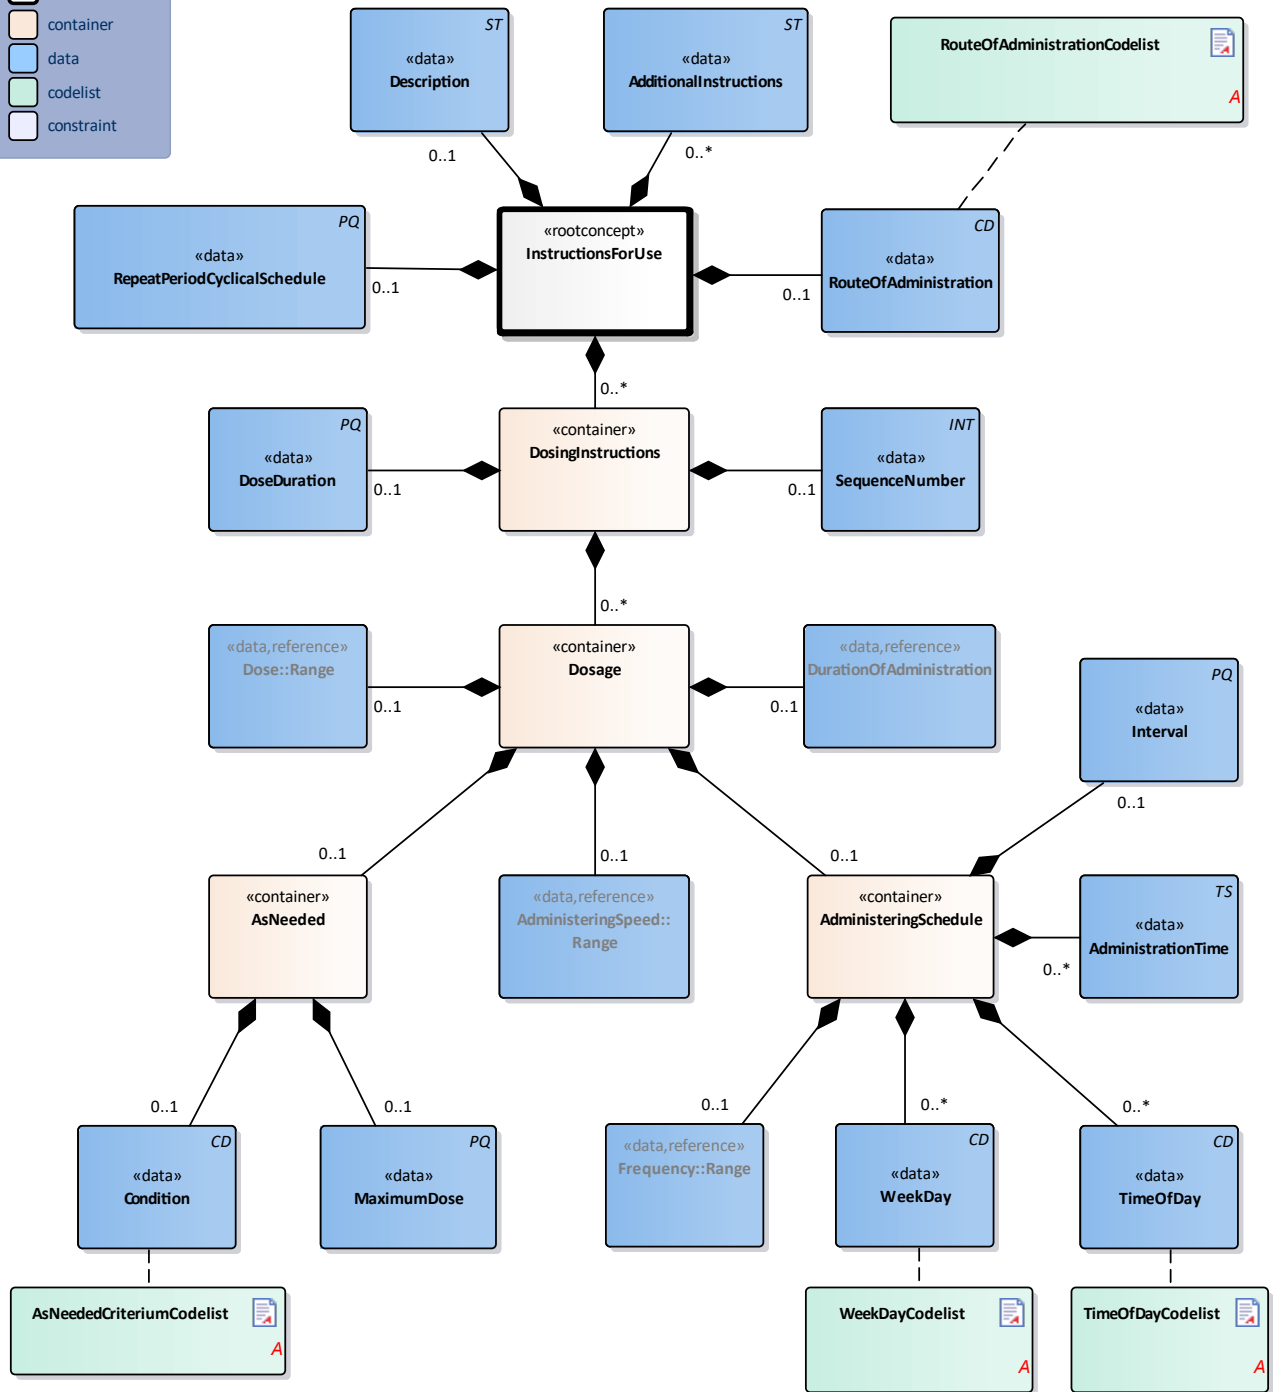 container
data
codelist
constraint
ST
«data»
Description
ST
«data»
AdditionalInstructions
RouteOfAdministrationCodelist
A
0..1
0..*
PQ
«data»
RepeatPeriodCyclicalSchedule
0..1
«rootconcept»
InstructionsForUse
CD
«data»
RouteOfAdministration
0..1
0..*
PQ
«data»
DoseDuration
0..1
«container»
DosingInstructions
INT
«data»
SequenceNumber
0..1
0..*
«data,reference»
Dose::Range
0..1
«container»
Dosage
«data,reference»
DurationOfAdministration
0..1
PQ
«data»
Interval
0..1
0..1
0..1
0..1
«container»
AsNeeded
«data,reference»
AdministeringSpeed::
Range
«container»
AdministeringSchedule
TS
«data»
AdministrationTime
0..*
0..1
0..1
0..1
0..*
0..*
CD
«data»
Condition
PQ
«data»
MaximumDose
«data,reference»
Frequency::Range
CD
«data»
WeekDay
CD
«data»
TimeOfDay
AsNeededCriteriumCodelist
A
WeekDayCodelist
A
TimeOfDayCodelist
A